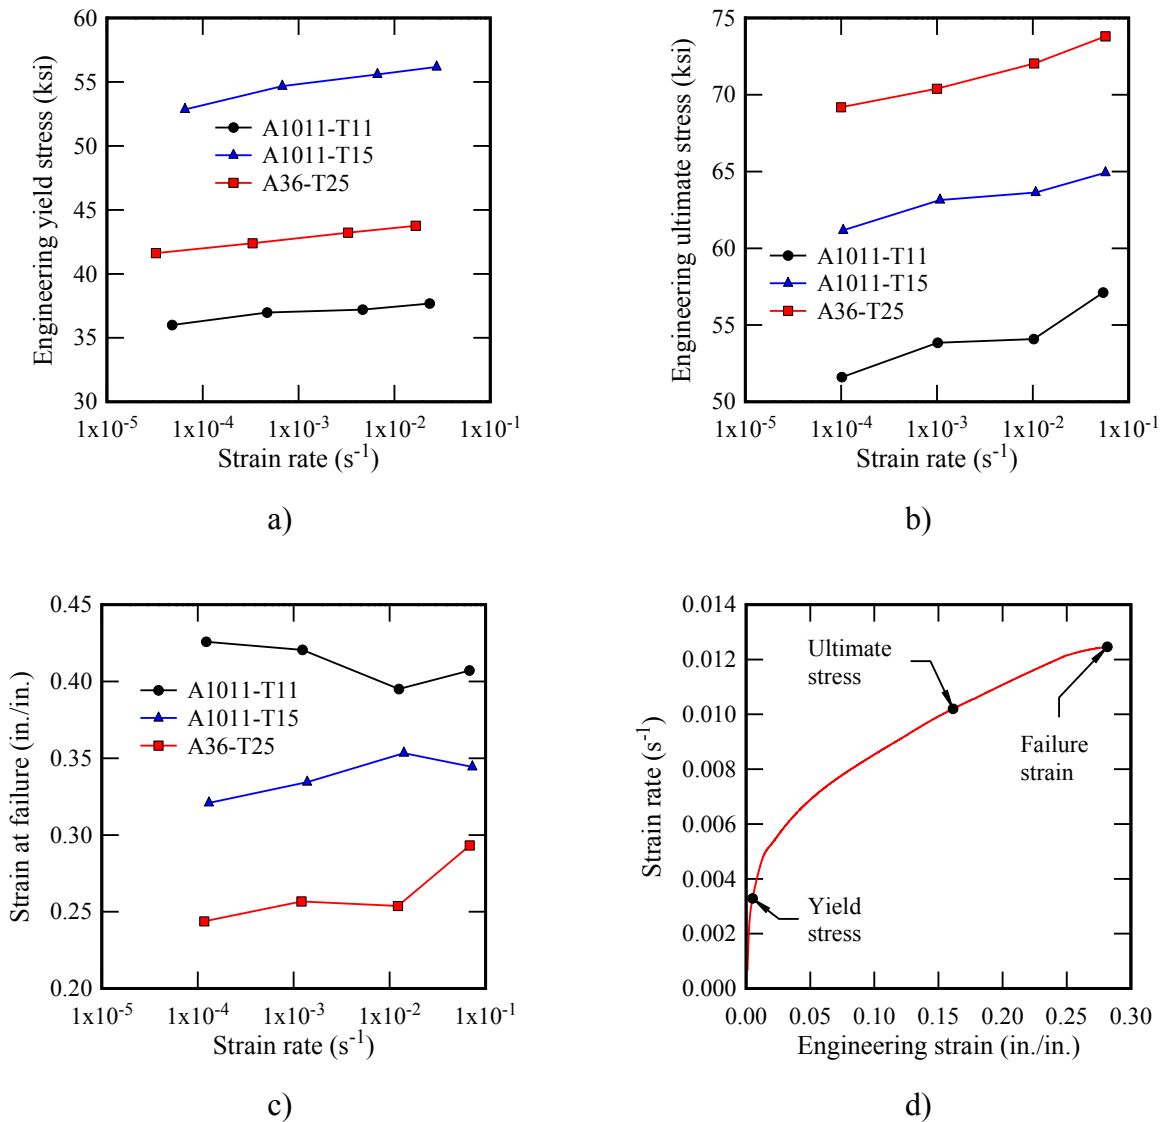 60
55
50
45
40
35
30
Engineering yield stress (ksi)
A1011-T11
A1011-T15
A36-T25
1x10-5 1x10-4 1x10-3 1x10-2 1x10-1
Strain rate (s-1)
a)
75
70
65
60
55
50
Engineering ultimate stress (ksi)
A1011-T11
A1011-T15
A36-T25
1x10-5 1x10-4 1x10-3 1x10-2 1x10-1
Strain rate (s-1)
b)
0.45
0.40
0.35
0.30
0.25
0.20
Strain at failure (in./in.)
A1011-T11
A1011-T15
A36-T25
1x10-5 1x10-4 1x10-3 1x10-2 1x10-1
Strain rate (s-1)
c)
0.014
0.012
0.010
0.008
0.006
0.004
0.002
0.000
Strain rate (s-1)
Ultimate
stress
Failure
strain
Yield
stress
0.00 0.05 0.10 0.15 0.20 0.25 0.30
Engineering strain (in./in.)
d)